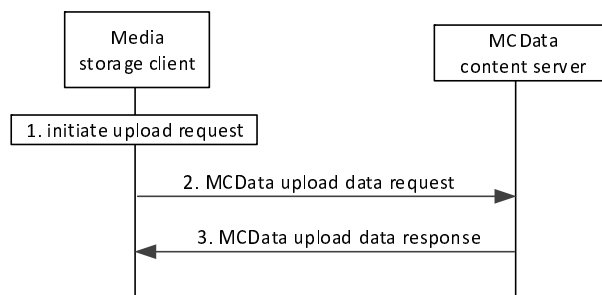 Media
storage client
MCData
content server
1. initiate upload request
2. MCData upload data request
3. MCData upload data response